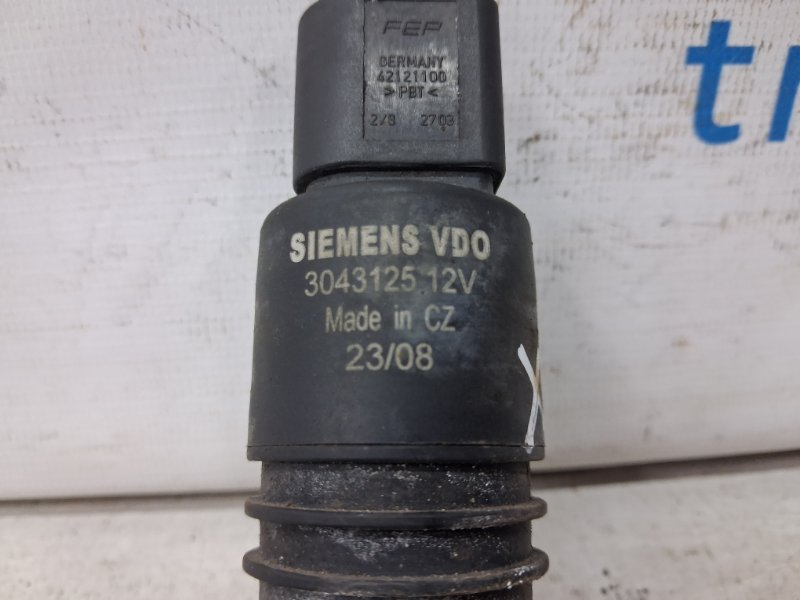 FEP
GERMANY
42121100
>PBT<
2/3 2703
SIEMENS VDO
3043125 12V
Made in CZ
23/08
X